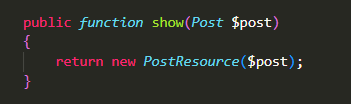 public function show(Post $post)
{
    return new PostResource($post);
}